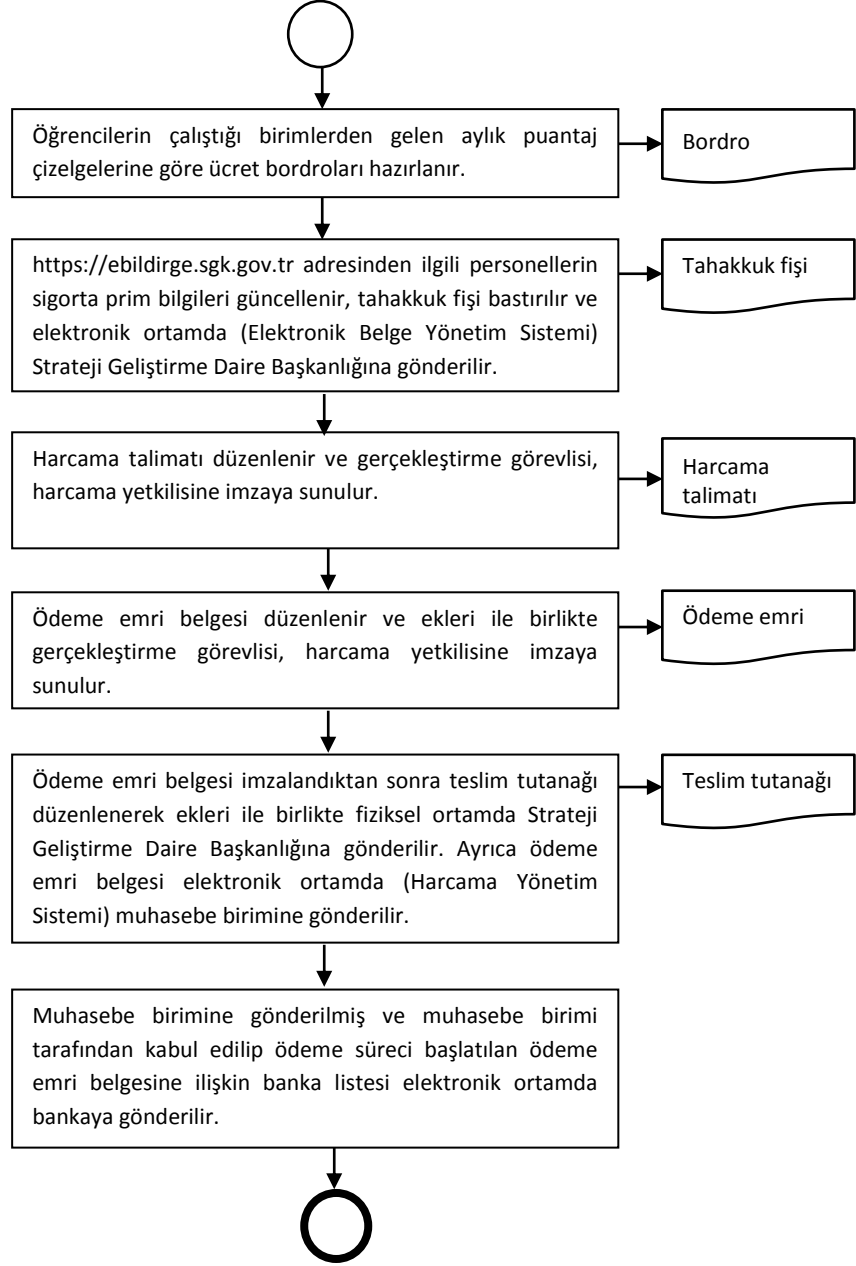 Öğrencilerin çalıştığı birimlerden gelen aylık puantaj
çizelgelerine göre ücret bordroları hazırlanır.
Bordro
https://ebildirge.sgk.gov.tr adresinden ilgili personellerin
sigorta prim bilgileri güncellenir, tahakkuk fişi bastırılır ve
elektronik ortamda (Elektronik Belge Yönetim Sistemi)
Strateji Geliştirme Daire Başkanlığına gönderilir.
Tahakkuk fişi
Harcama talimatı düzenlenir ve gerçekleştirme görevlisi,
harcama yetkilisine imzaya sunulur.
Harcama
talimatı
Ödeme emri belgesi düzenlenir ve ekleri ile birlikte
gerçekleştirme görevlisi, harcama yetkilisine imzaya
sunulur.
Ödeme emri
Ödeme emri belgesi imzalandıktan sonra teslim tutanağı
düzenlenerek ekleri ile birlikte fiziksel ortamda Strateji
Geliştirme Daire Başkanlığına gönderilir. Ayrıca ödeme
emri belgesi elektronik ortamda (Harcama Yönetim
Sistemi) muhasebe birimine gönderilir.
Teslim tutanağı
Muhasebe birimine gönderilmiş ve muhasebe birimi
tarafından kabul edilip ödeme süreci başlatılan ödeme
emri belgesine ilişkin banka listesi elektronik ortamda
bankaya gönderilir.